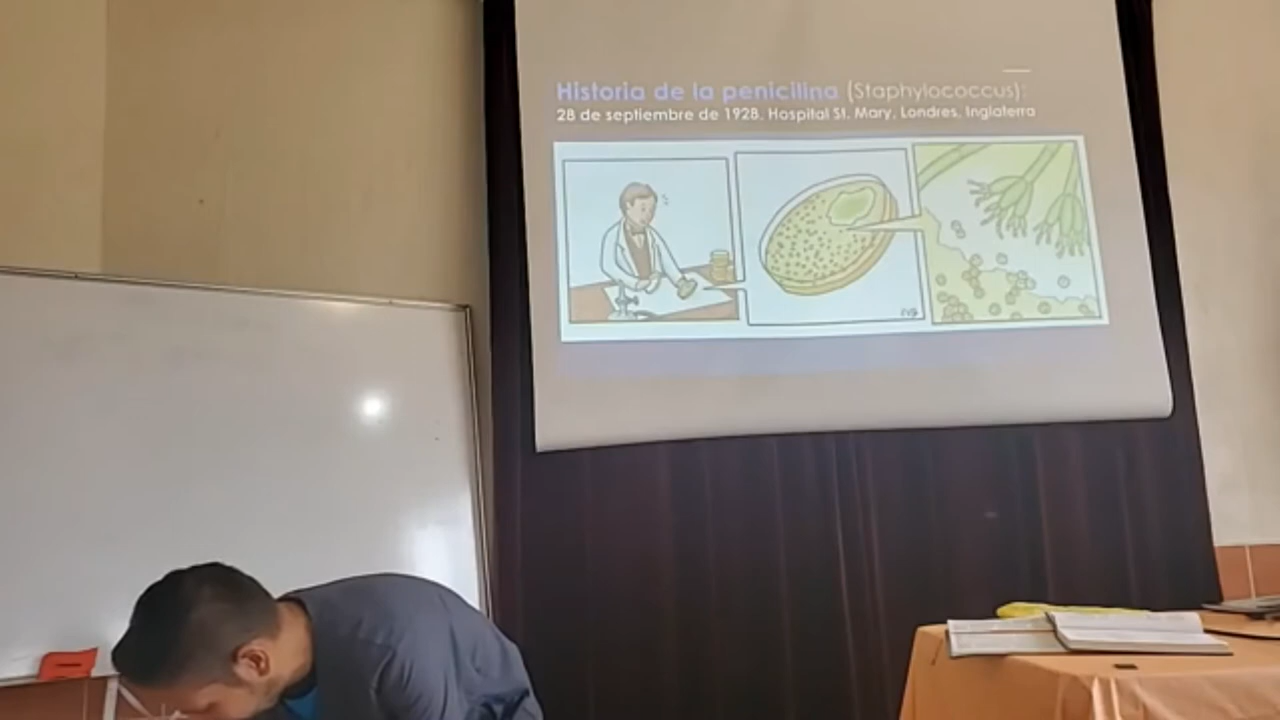 Historia de la penicilina (Staphylococcus):
28 de septiembre de 1928. Hospital St. Mary, Londres, Inglaterra